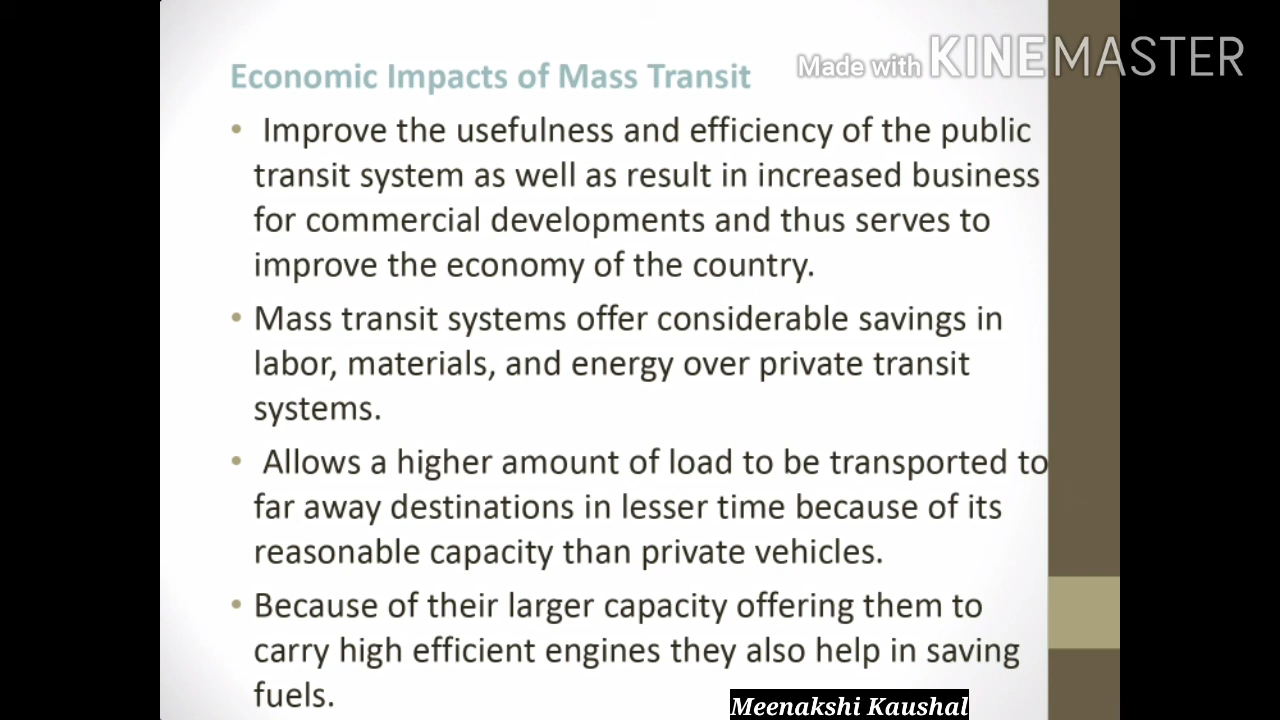 Made with KINEMASTER
Economic Impacts of Mass Transit
• Improve the usefulness and efficiency of the public
transit system as well as result in increased business
for commercial developments and thus serves to
improve the economy of the country.
• Mass transit systems offer considerable savings in
labor, materials, and energy over private transit
systems.
• Allows a higher amount of load to be transported to
far away destinations in lesser time because of its
reasonable capacity than private vehicles.
• Because of their larger capacity offering them to
carry high efficient engines they also help in saving
fuels.
Meenakshi Kaushal